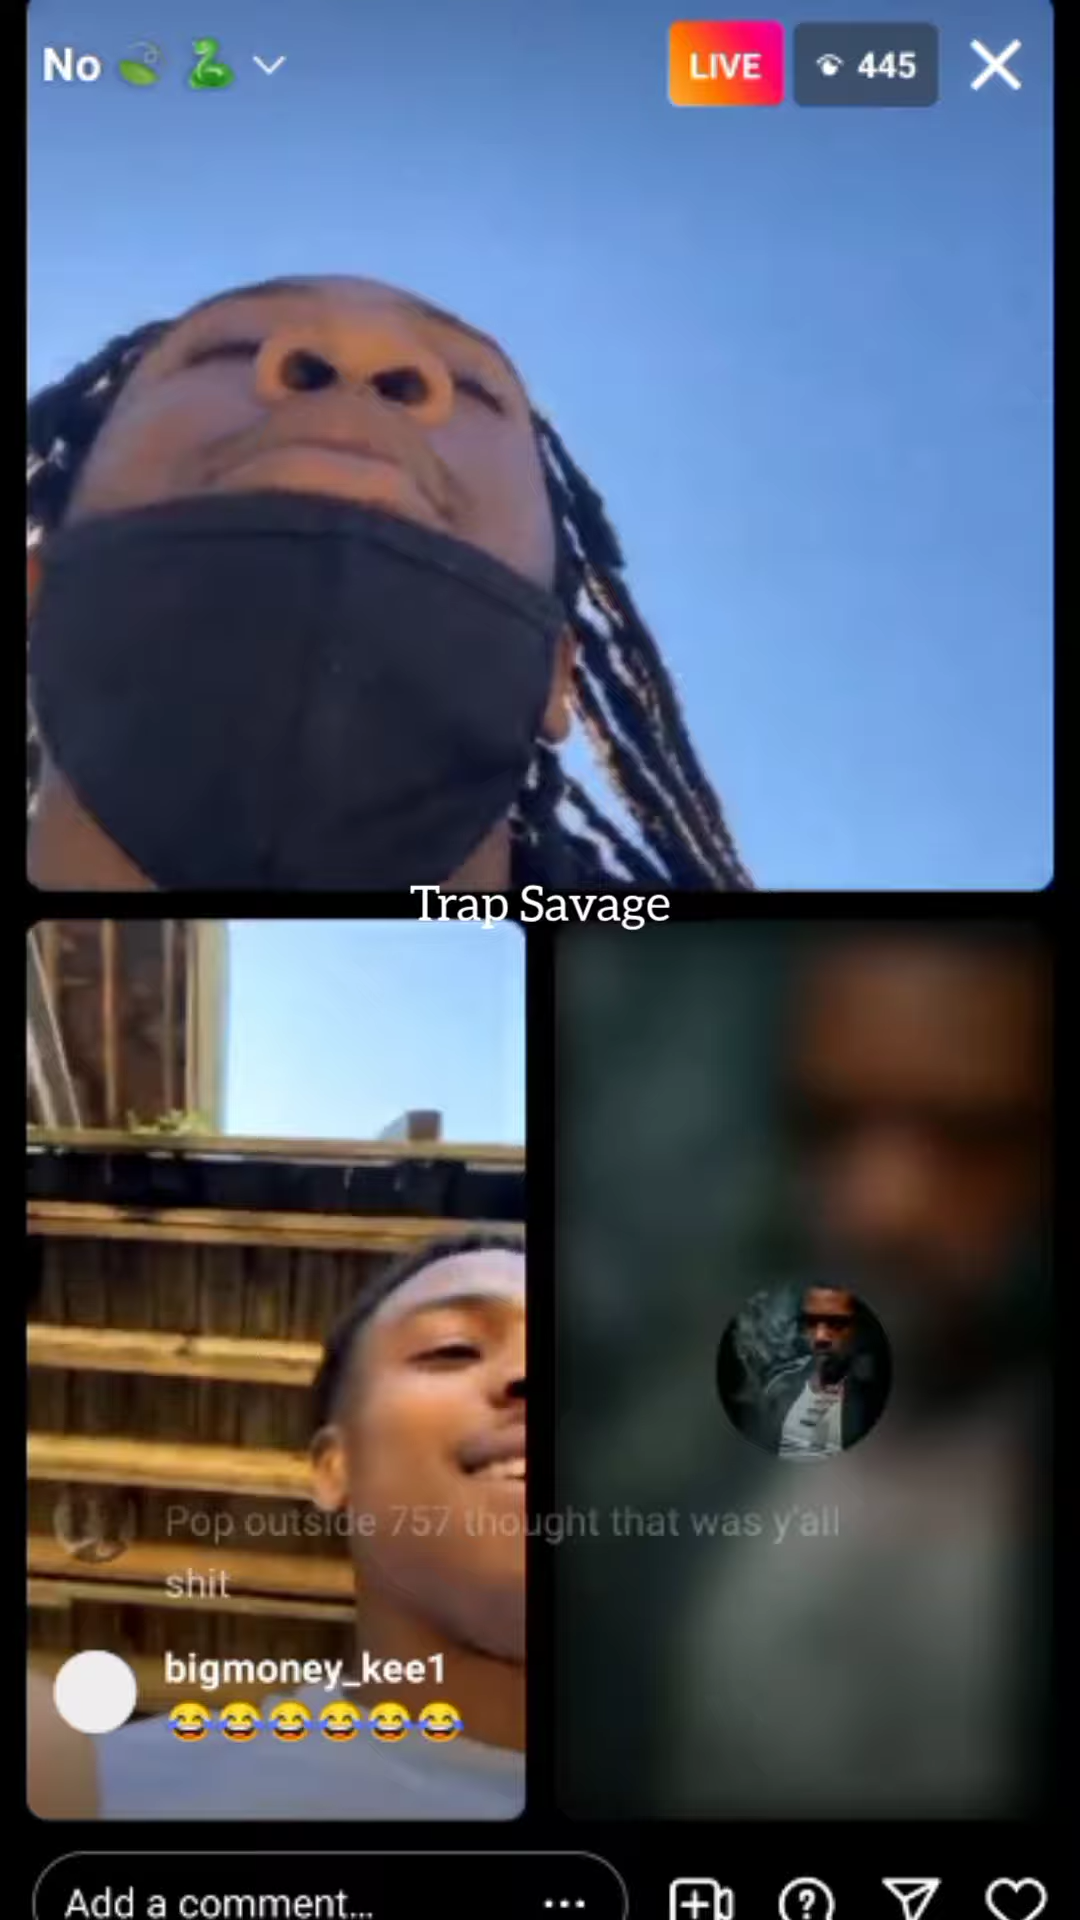 No 🍃 🐍
LIVE 445
Trap Savage
Pop outside 757 thought that was y'all
shit
bigmoney_kee1
😂😂😂😂😂😂
Add a comment...